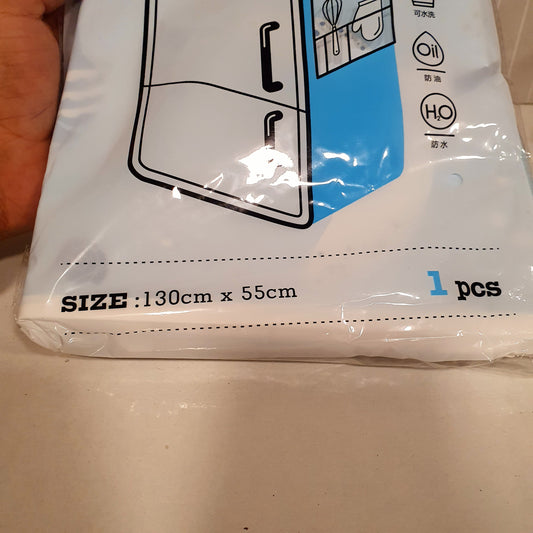 可水洗
Oil
防油
H₂O
防水
SIZE :130cm x 55cm
1 pcs